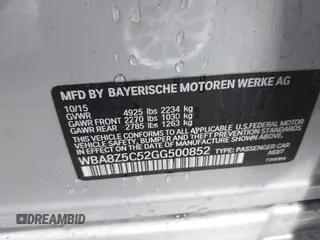 MFD BY BAYERISCHE MOTOREN WERKE AG
10/15
GVWR 4925 lbs 2234 kg
GAWR FRONT 2270 lbs 1030 kg
GAWR REAR 2785 lbs 1263 kg
THIS VEHICLE CONFORMS TO ALL APPLICABLE
FEDERAL MOTOR VEHICLE SAFETY, BUMPER
AND THEFT PREVENTION STANDARDS IN EFFECT
ON THE DATE OF MANUFACTURE SHOWN ABOVE
WBA8Z5C52GG500852 TYPE: PASSENGER CAR
DREAMBID